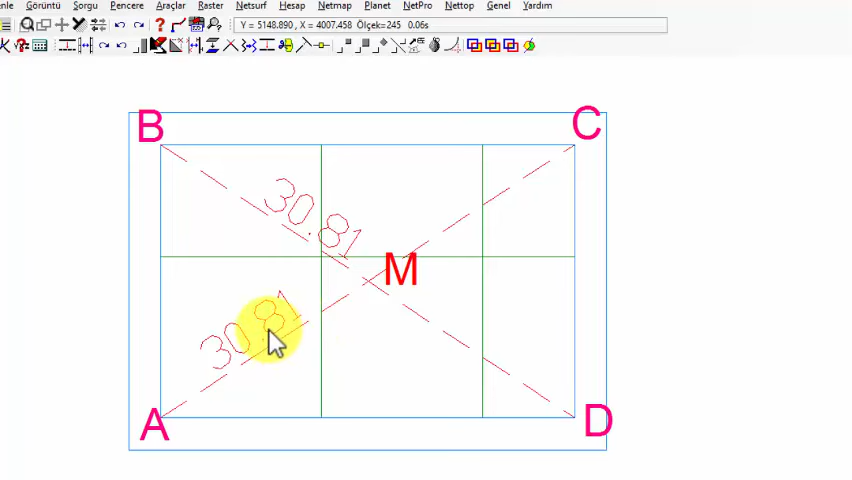 nle Görüntü Sorgu Pencere Araçlar Raster Netsurf Hesap Netmap Planet NetPro Nettop Genel Yardım
Y = 5148.890, X = 4007.458 Ölçek=245 0.06s
B
C
30.81
M
30.81
A
D